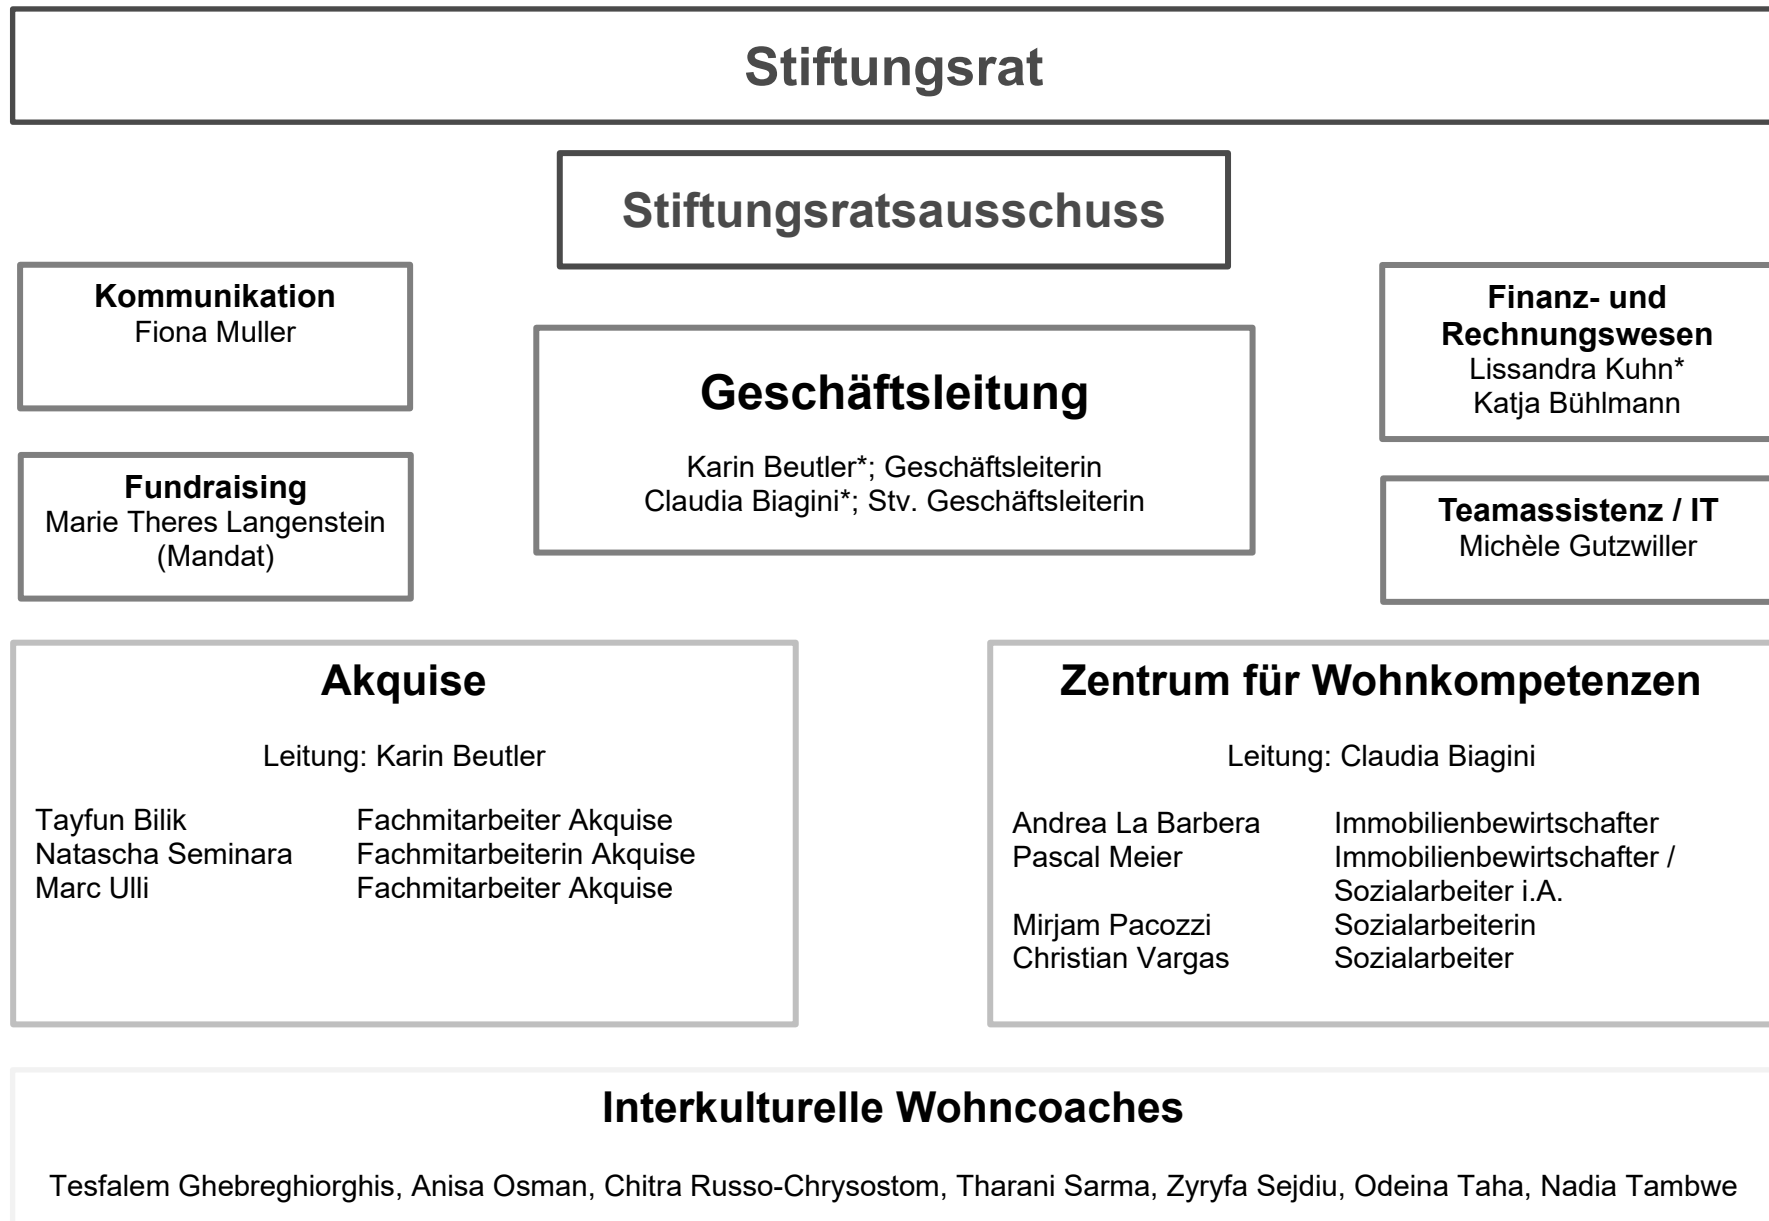 Stiftungsrat
Stiftungsratsausschuss
Kommunikation
Fiona Muller
Finanz- und
Rechnungswesen
Lissandra Kuhn*
Katja Bühlmann
Geschäftsleitung
Karin Beutler*; Geschäftsleiterin
Claudia Biagini*; Stv. Geschäftsleiterin
Fundraising
Marie Theres Langenstein
(Mandat)
Teamassistenz / IT
Michèle Gutzwiller
Akquise
Leitung: Karin Beutler
Tayfun Bilik Fachmitarbeiter Akquise
Natascha Seminara Fachmitarbeiterin Akquise
Marc Ulli Fachmitarbeiter Akquise
Zentrum für Wohnkompetenzen
Leitung: Claudia Biagini
Andrea La Barbera Immobilienbewirtschafter
Pascal Meier Immobilienbewirtschafter /
Sozialarbeiter i.A.
Mirjam Pacozzi Sozialarbeiterin
Christian Vargas Sozialarbeiter
Interkulturelle Wohncoaches
Tesfalem Ghebreghiorghis, Anisa Osman, Chitra Russo-Chrysostom, Tharani Sarma, Zyryfa Sejdiu, Odeina Taha, Nadia Tambwe